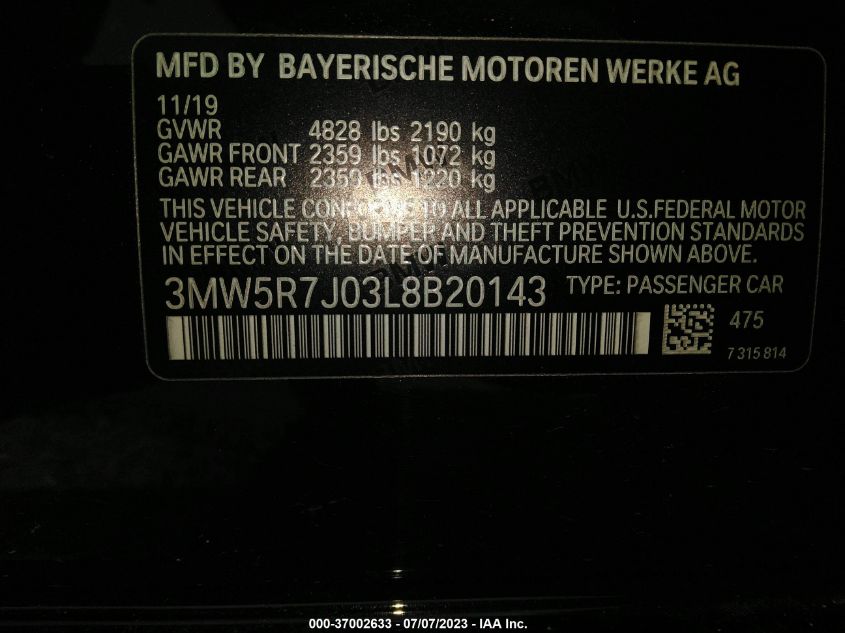 MFD BY BAYERISCHE MOTOREN WERKE AG
11/19
GVWR 4828 lbs 2190 kg
GAWR FRONT 2359 lbs 1072 kg
GAWR REAR 2359 lbs 1220 kg
THIS VEHICLE CONFORMS TO ALL APPLICABLE U.S.FEDERAL MOTOR
VEHICLE SAFETY, BUMPER AND THEFT PREVENTION STANDARDS
IN EFFECT ON THE DATE OF MANUFACTURE SHOWN ABOVE.
3MW5R7J03L8B20143 TYPE: PASSENGER CAR
475
7 315 814
000-37002633 - 07/07/2023 - IAA Inc.